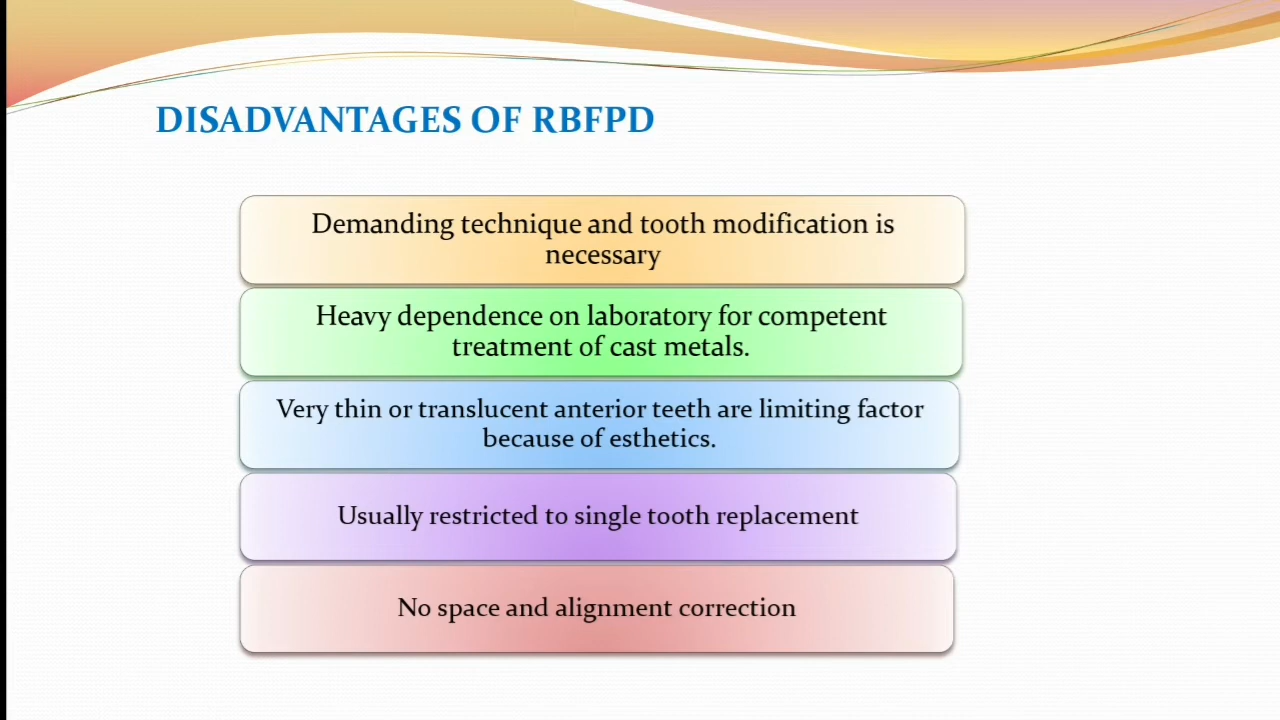 DISADVANTAGES OF RBFPD
Demanding technique and tooth modification is
necessary
Heavy dependence on laboratory for competent
treatment of cast metals.
Very thin or translucent anterior teeth are limiting factor
because of esthetics.
Usually restricted to single tooth replacement
No space and alignment correction